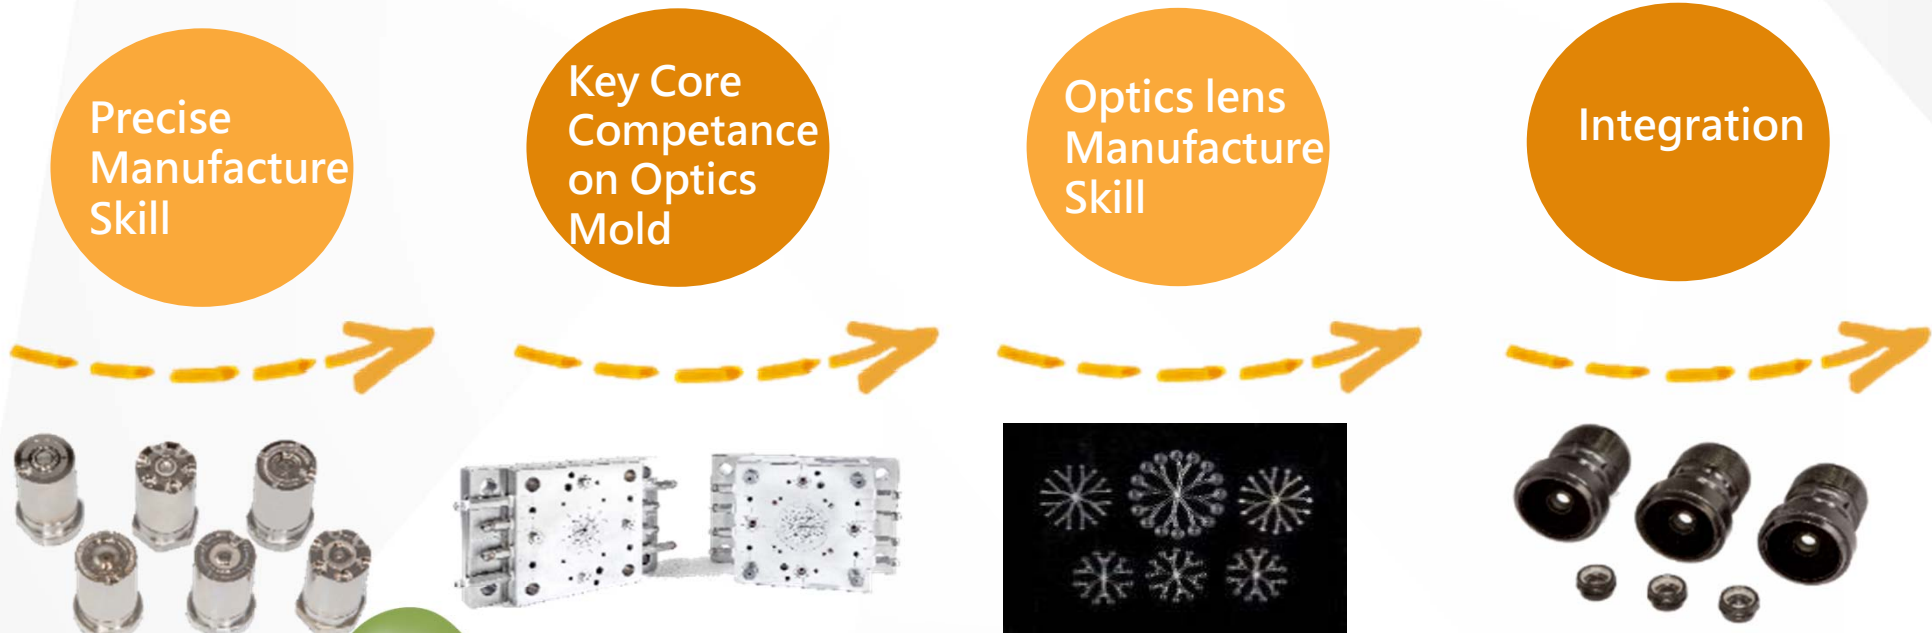 Precise
Manufacture
Skill
Key Core
Competance
on Optics
Mold
Optics lens
Manufacture
Skill
Integration